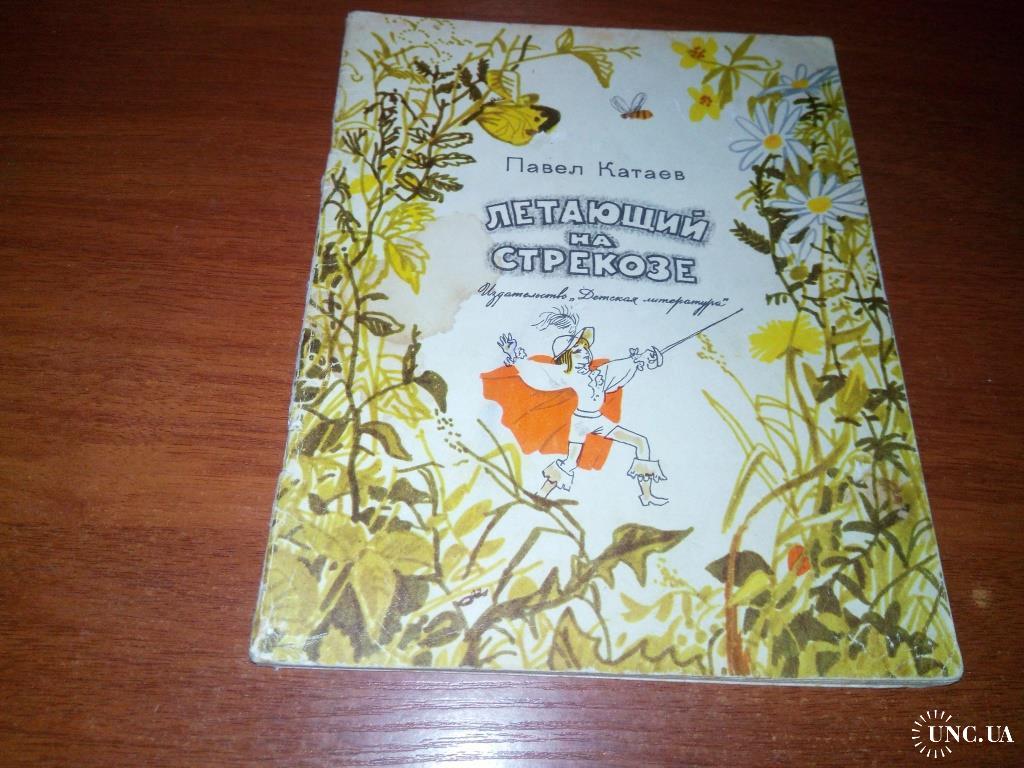 Павел Катаев
ЛЕТАЮЩИЙ
НА
СТРЕКОЗЕ
Издательство „Детская литература"
UNC.UA